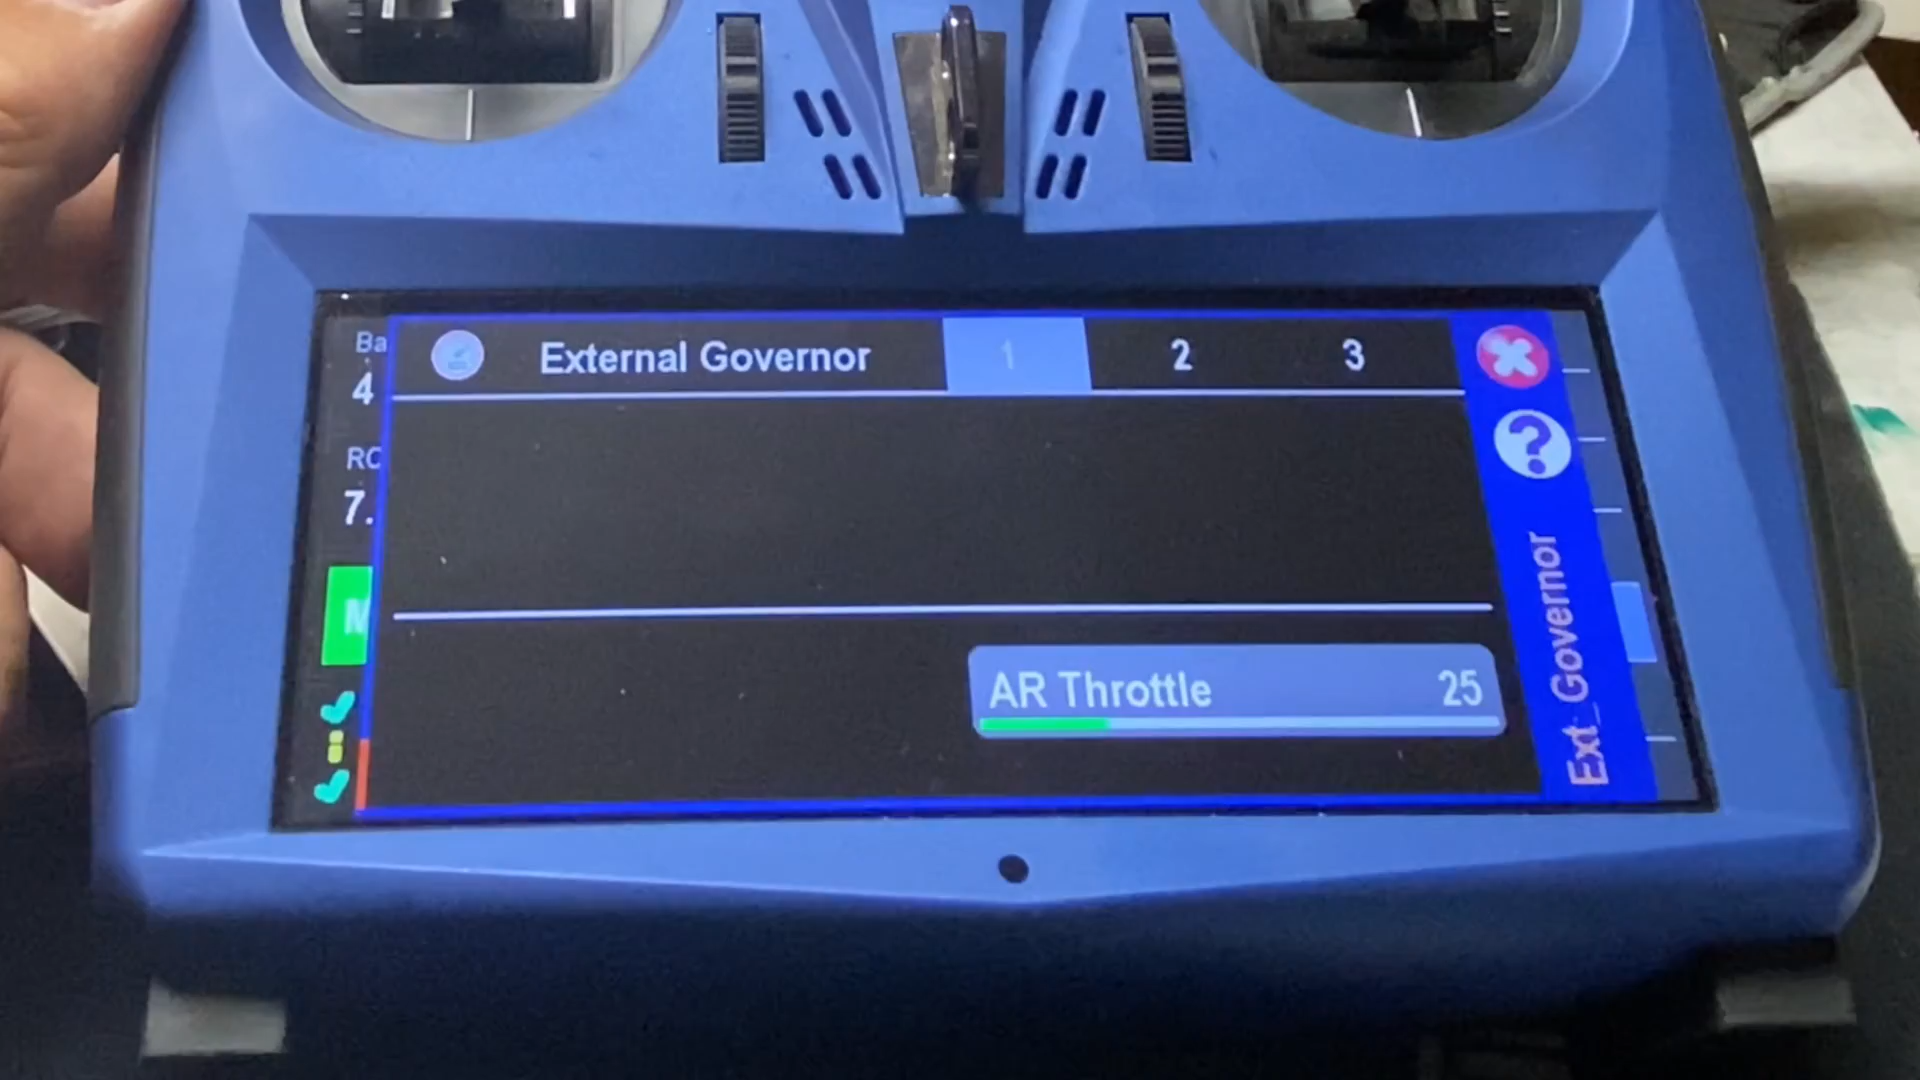 External Governor 1 2 3
Ba
4
RC
7.
M
AR Throttle 25
?
Ext_Governor